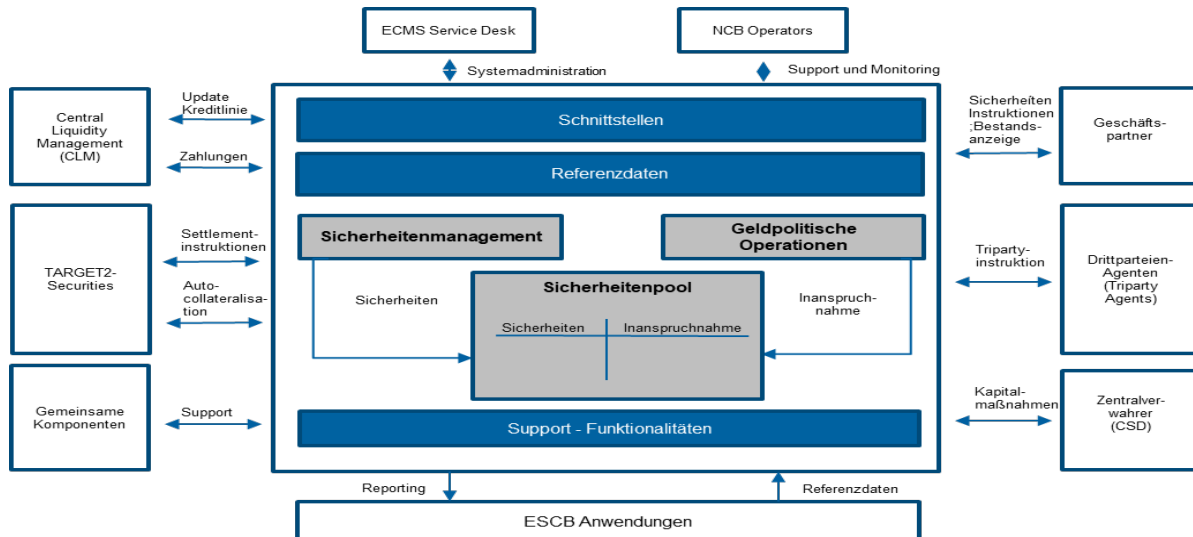 ECMS Service Desk
NCB Operators
Systemadministration
Support und Monitoring
Central
Liquidity
Management
(CLM)
Update
Kreditlinie
Zahlungen
TARGET2-
Securities
Settlement-
instruktionen
Auto-
collateralisa-
tion
Gemeinsame
Komponenten
Support
Schnittstellen
Referenzdaten
Sicherheitenmanagement
Geldpolitische
Operationen
Sicherheiten
Sicherheitenpool
Sicherheiten
Inanspruchnahme
Inanspruch-
nahme
Support - Funktionalitäten
Sicherheiten
Instruktionen
;Bestands-
anzeige
Geschäfts-
partner
Triparty-
instruktion
Drittparteien-
Agenten
(Triparty
Agents)
Kapital-
maßnahmen
Zentralver-
wahrer
(CSD)
Reporting
Referenzdaten
ESCB Anwendungen